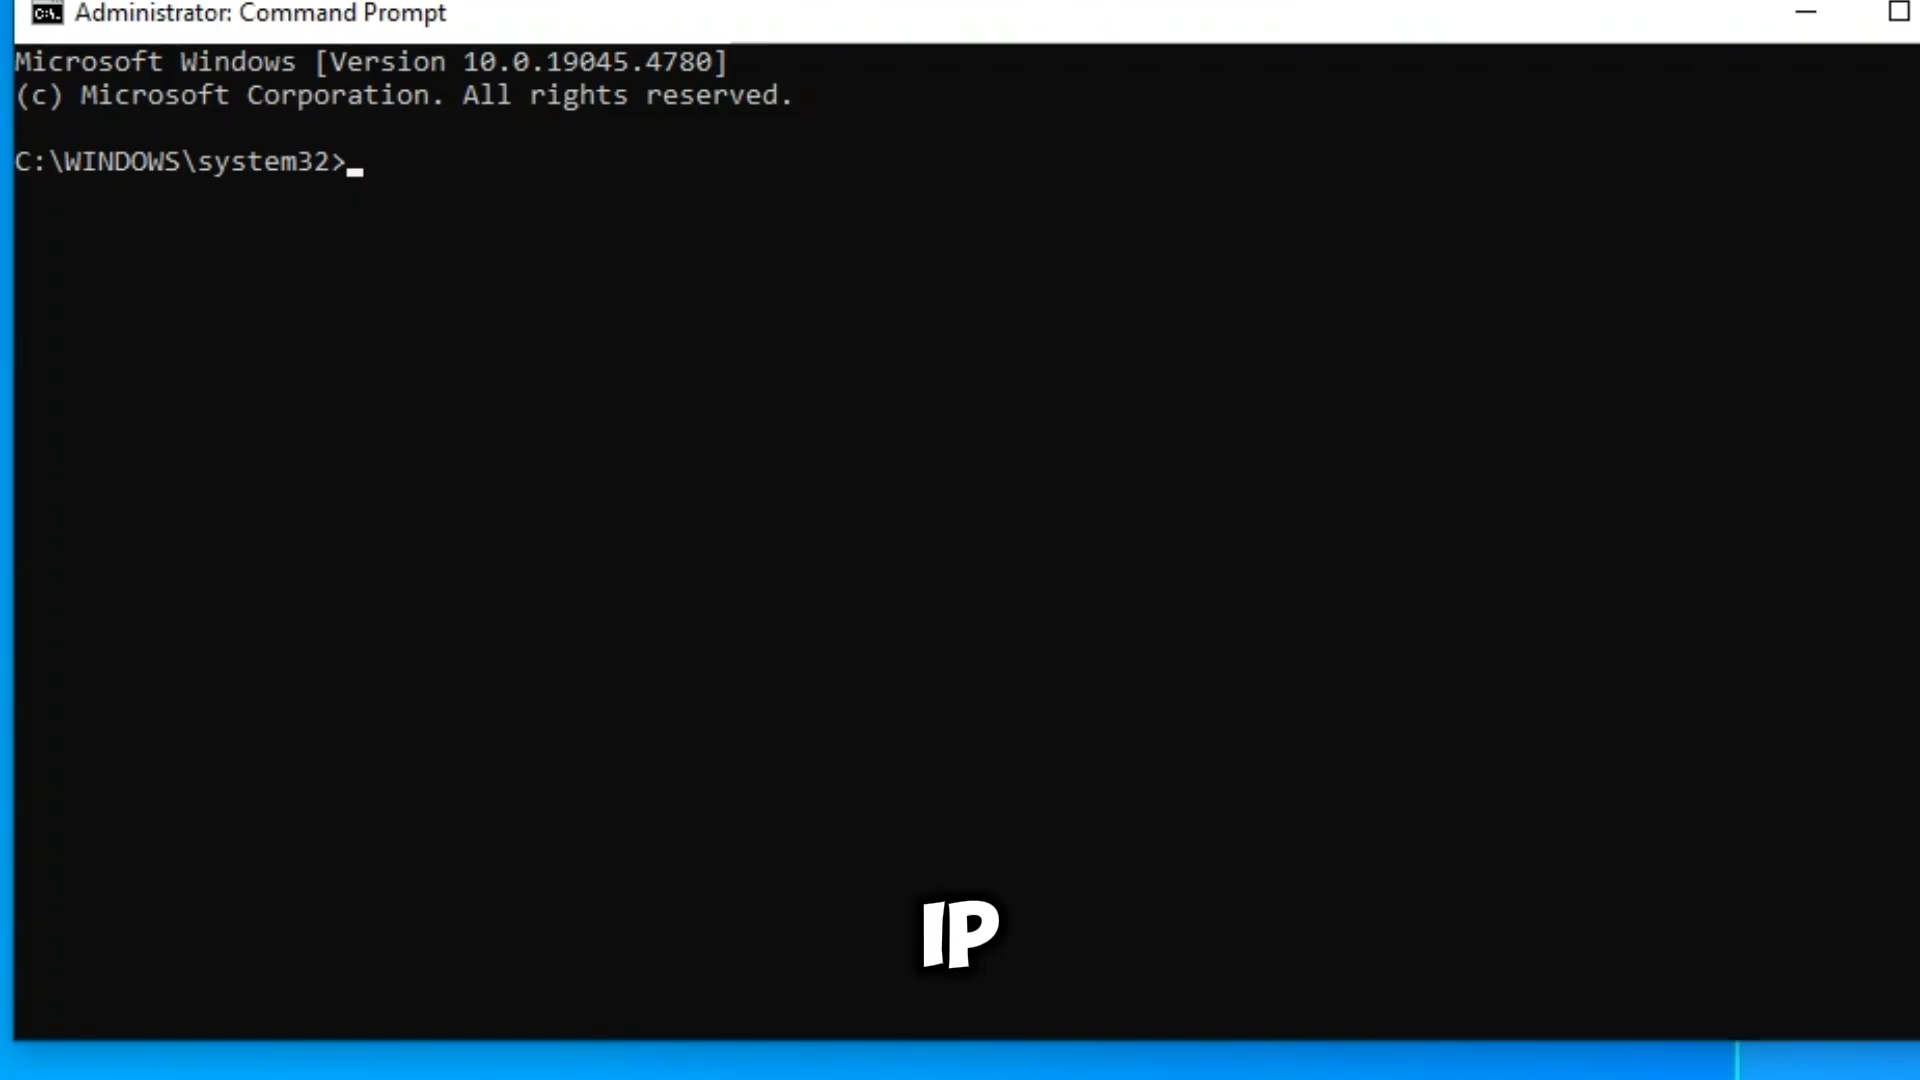 Administrator: Command Prompt
Microsoft Windows [Version 10.0.19045.4780]
(c) Microsoft Corporation. All rights reserved.
C:\WINDOWS\system32>
IP